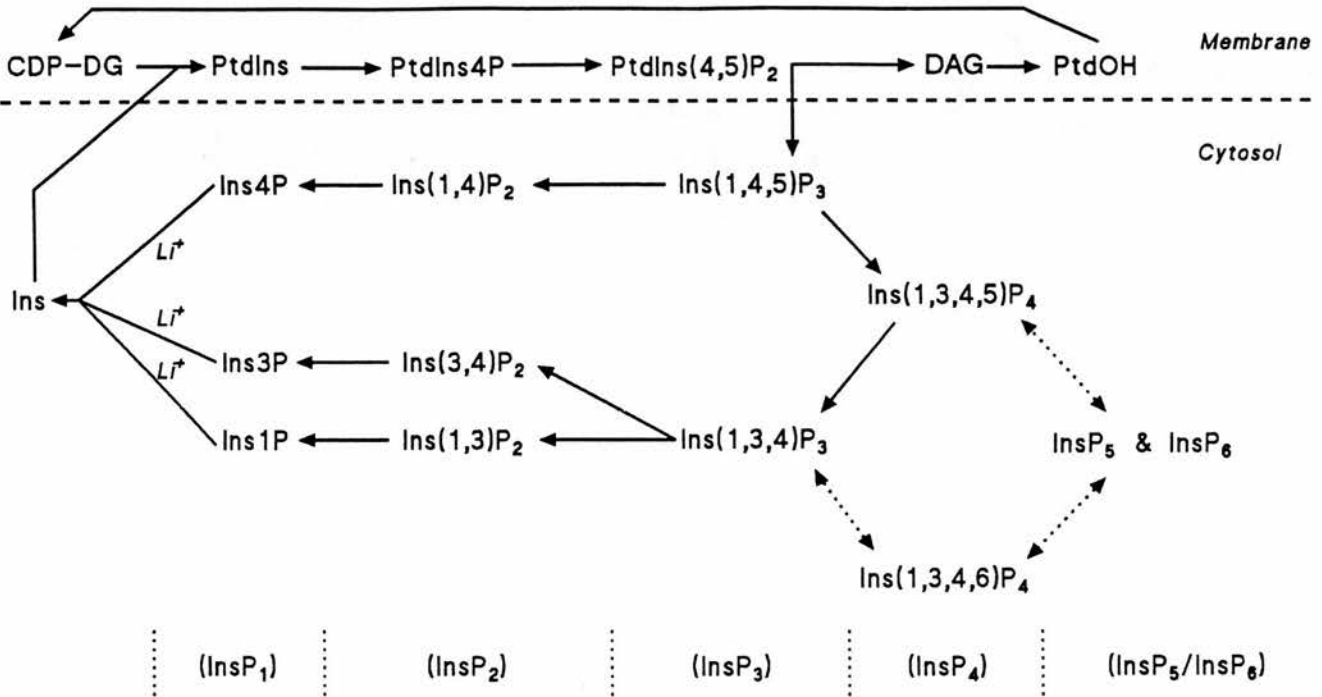 Membrane
CDP-DG PtdIns PtdIns4P PtdIns(4,5)P₂ DAG PtdOH
Cytosol
Ins4P Ins(1,4)P₂ Ins(1,4,5)P₃
Li⁺
Ins Ins(1,3,4,5)P₄
Li⁺
Ins3P Ins(3,4)P₂
Li⁺
Ins1P Ins(1,3)P₂ Ins(1,3,4)P₃ InsP₅ & InsP₆
Ins(1,3,4,6)P₄
(InsP₁) (InsP₂) (InsP₃) (InsP₄) (InsP₅/InsP₆)